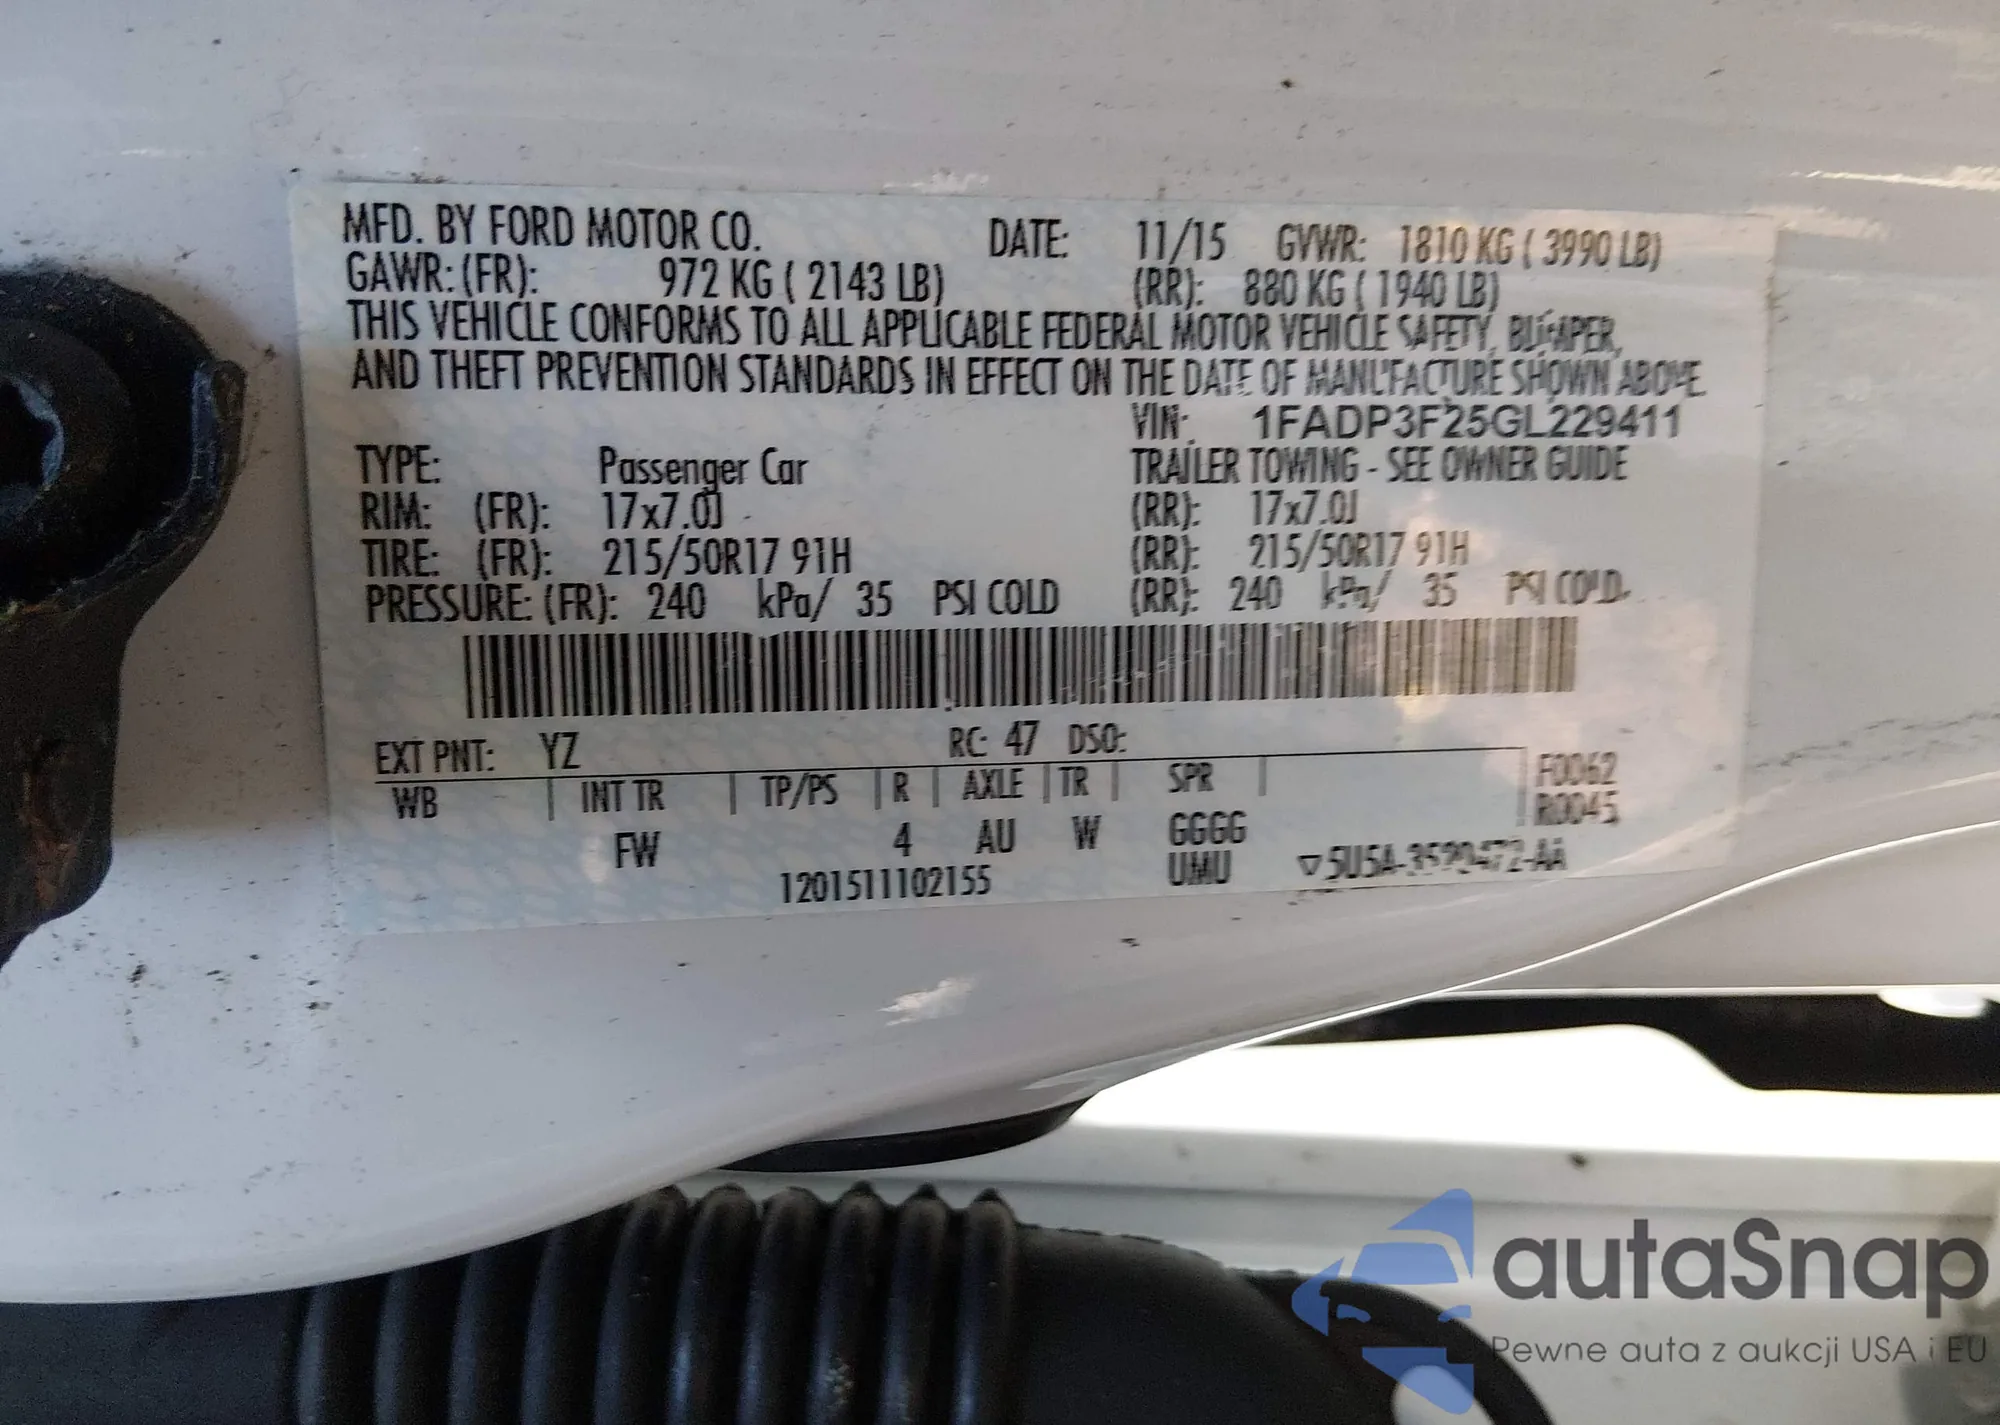 MFD. BY FORD MOTOR CO. DATE: 11/15 GVWR: 1810 KG ( 3990 LB)
GAWR: (FR): 972 KG ( 2143 LB) (RR): 880 KG ( 1940 LB)
THIS VEHICLE CONFORMS TO ALL APPLICABLE FEDERAL MOTOR VEHICLE SAFETY, BUMPER,
AND THEFT PREVENTION STANDARDS IN EFFECT ON THE DATE OF MANUFACTURE SHOWN ABOVE.
VIN: 1FADP3F25GL229411
TYPE: Passenger Car TRAILER TOWING - SEE OWNER GUIDE
RIM: (FR): 17x7.0J (RR): 17x7.0J
TIRE: (FR): 215/50R17 91H (RR): 215/50R17 91H
PRESSURE: (FR): 240 kPa/ 35 PSI COLD (RR): 240 kPa/ 35 PSI COLD
EXT PNT: YZ RC: 47 DSO:
WB | INT TR | TP/PS | R | AXLE | TR | SPR | F0062
R0045
FW 4 AU W GGGG
1201511102155 UMU
autaSnap
Pewne auta z aukcji USA i EU